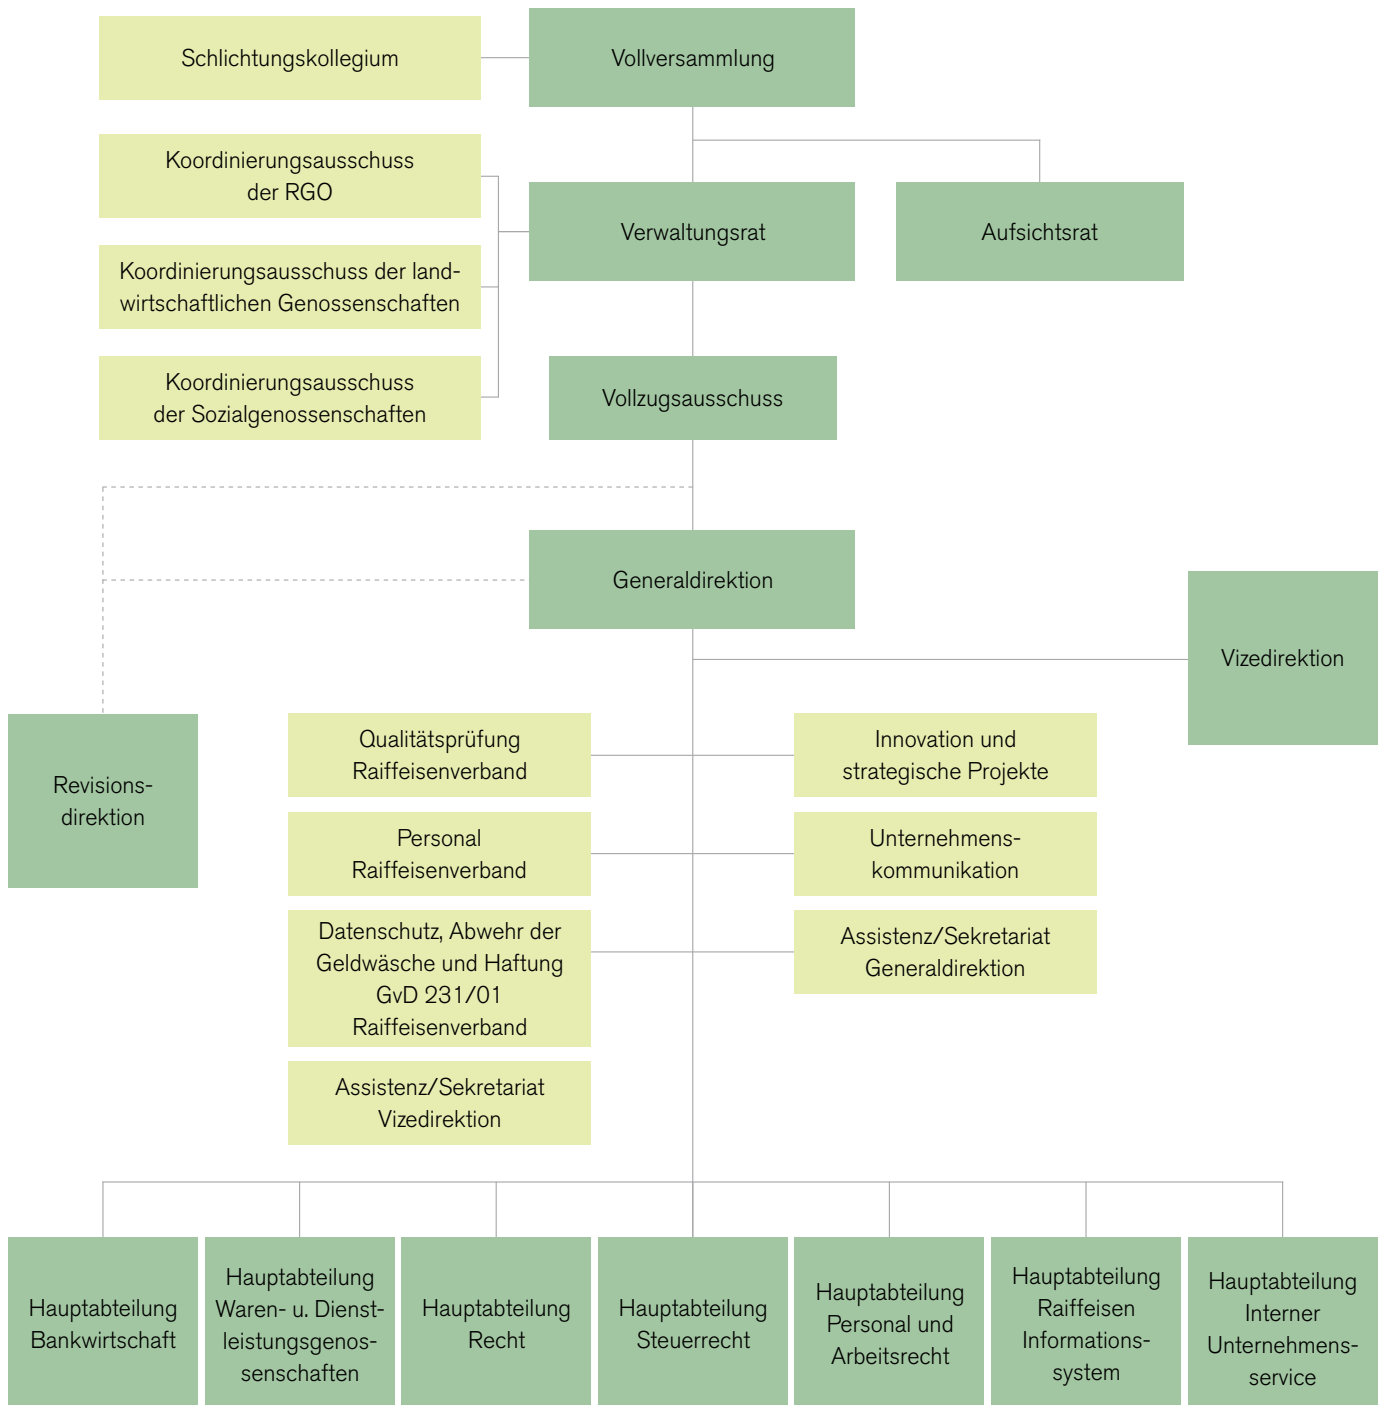 Schlichtungskollegium
Vollversammlung
Koordinierungsausschuss
der RGO
Verwaltungsrat
Aufsichtsrat
Koordinierungsausschuss der land-
wirtschaftlichen Genossenschaften
Koordinierungsausschuss
der Sozialgenossenschaften
Vollzugsausschuss
Generaldirektion
Vizedirektion
Revisions-
direktion
Qualitätsprüfung
Raiffeisenverband
Innovation und
strategische Projekte
Personal
Raiffeisenverband
Unternehmens-
kommunikation
Datenschutz, Abwehr der
Geldwäsche und Haftung
GvD 231/01
Raiffeisenverband
Assistenz/Sekretariat
Generaldirektion
Assistenz/Sekretariat
Vizedirektion
Hauptabteilung
Bankwirtschaft
Hauptabteilung
Waren- u. Dienst-
leistungsgenos-
senschaften
Hauptabteilung
Recht
Hauptabteilung
Steuerrecht
Hauptabteilung
Personal und
Arbeitsrecht
Hauptabteilung
Raiffeisen
Informations-
system
Hauptabteilung
Interner
Unternehmens-
service